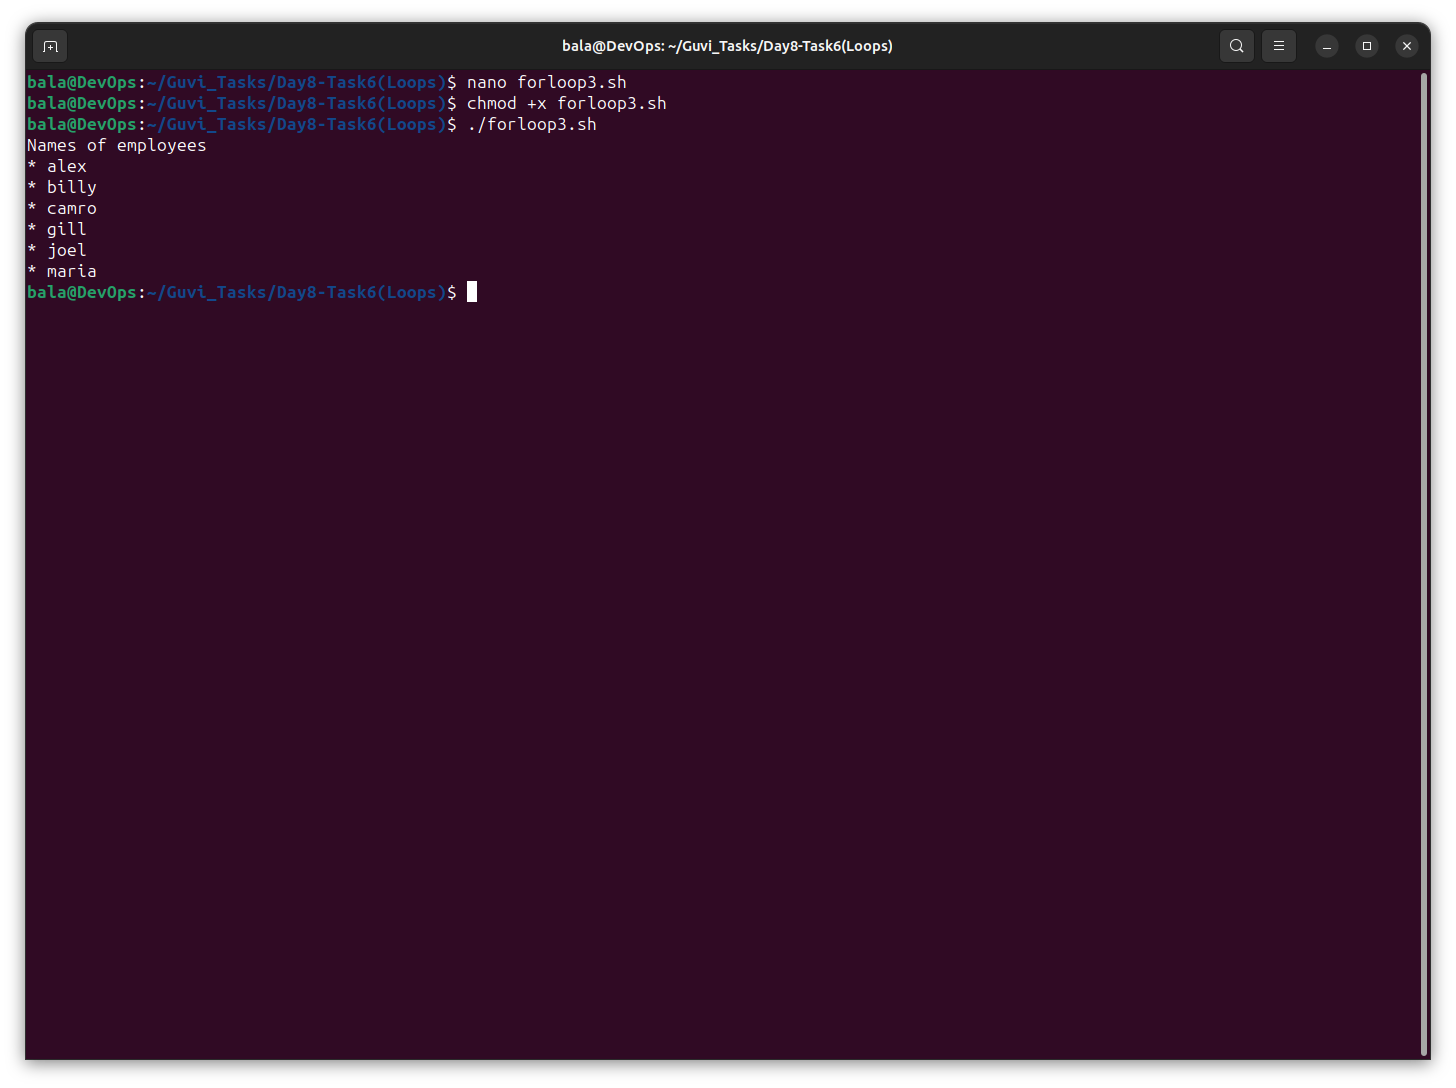 bala@DevOps: ~/Guvi_Tasks/Day8-Task6(Loops)
bala@DevOps:~/Guvi_Tasks/Day8-Task6(Loops)$ nano forloop3.sh
bala@DevOps:~/Guvi_Tasks/Day8-Task6(Loops)$ chmod +x forloop3.sh
bala@DevOps:~/Guvi_Tasks/Day8-Task6(Loops)$ ./forloop3.sh
Names of employees
* alex
* billy
* camro
* gill
* joel
* maria
bala@DevOps:~/Guvi_Tasks/Day8-Task6(Loops)$